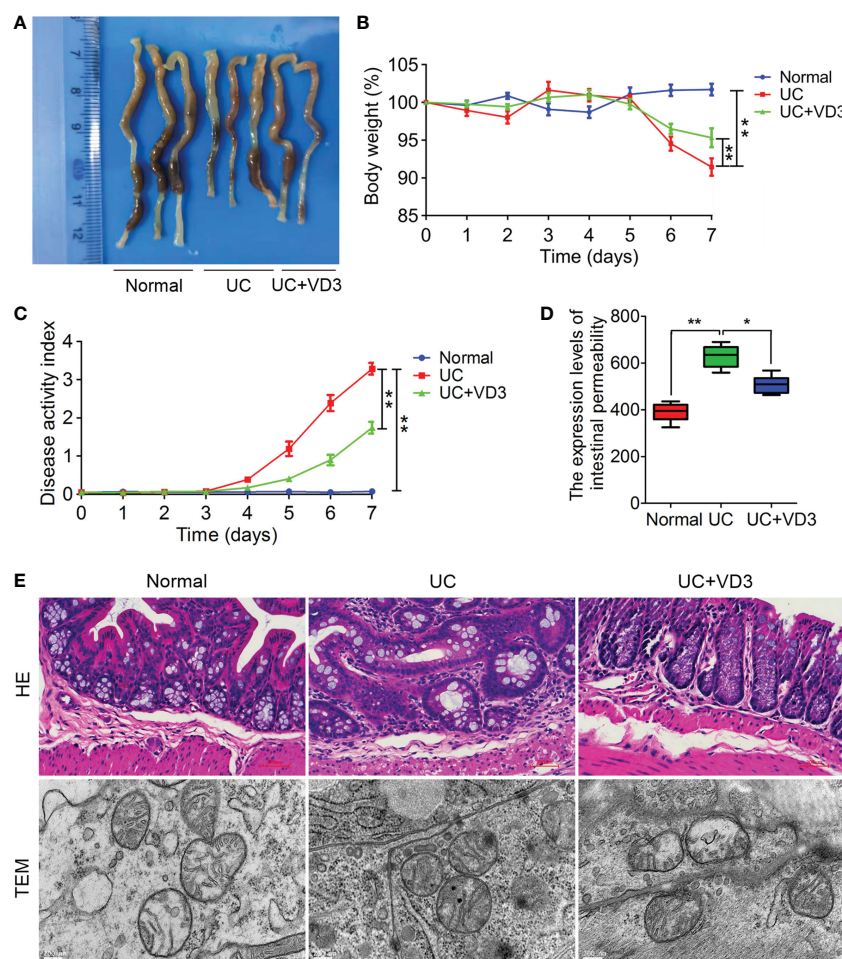 A
7
8
9
11
12
Normal
UC
UC+VD3
B
Body weight (%)
105
100
95
90
85
0 1 2 3 4 5 6 7
Time (days)
Normal
UC
UC+VD3
**
**
C
Disease activity index
4
3
2
1
0
0 1 2 3 4 5 6 7
Time (days)
Normal
UC
UC+VD3
**
**
D
The expression levels of
intestinal permeability
800
600
400
200
0
** *
Normal UC UC+VD3
E
Normal UC UC+VD3
HE
TEM